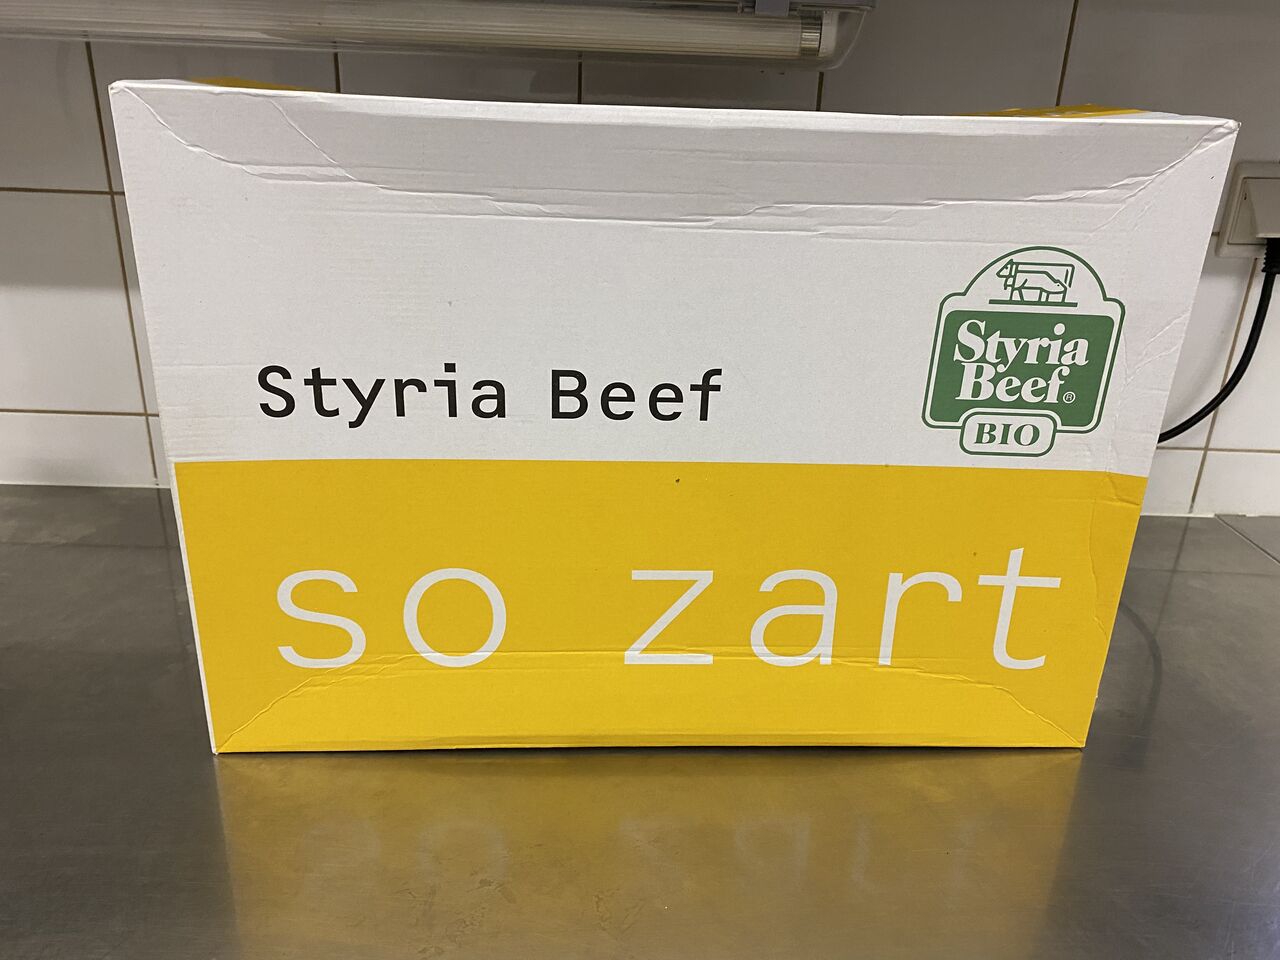 Styria Beef
Styria
Beef®
BIO
so zart